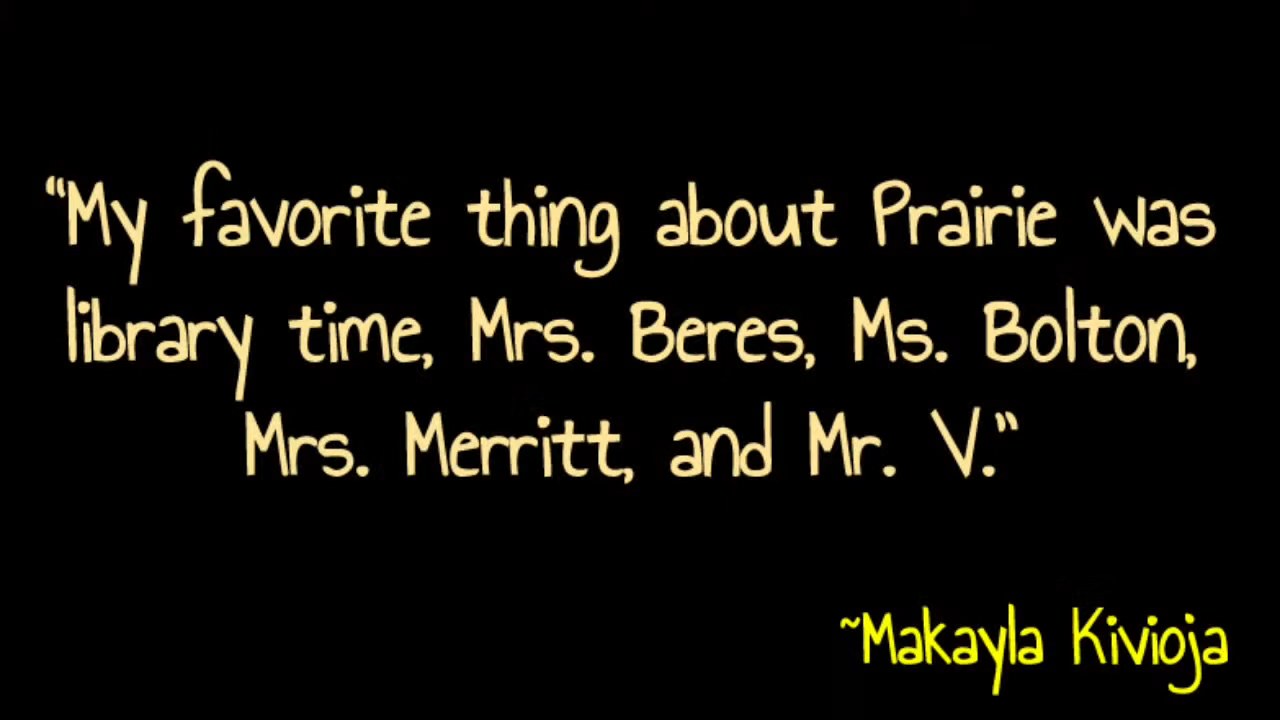 "My favorite thing about Prairie was
library time, Mrs. Beres, Ms. Bolton,
Mrs. Merritt, and Mr. V."
~Makayla Kivioja